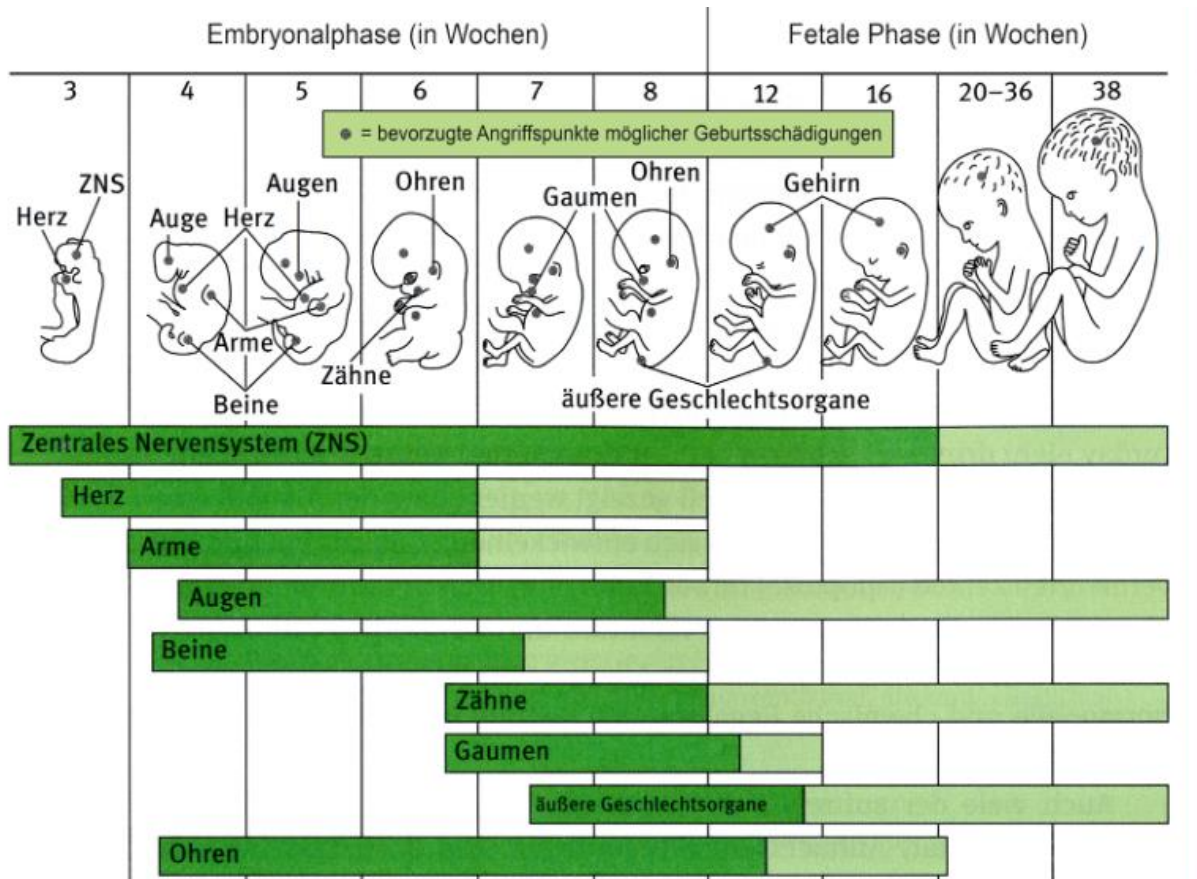 Embryonalphase (in Wochen)
Fetale Phase (in Wochen)
3 4 5 6 7 8 12 16 20–36 38
= bevorzugte Angriffspunkte möglicher Geburtsschädigungen
ZNS
Herz
Auge
Herz
Augen
Ohren
Gaumen
Ohren
Gehirn
Arme
Zähne
Beine
äußere Geschlechtsorgane
Zentrales Nervensystem (ZNS)
Herz
Arme
Augen
Beine
Zähne
Gaumen
äußere Geschlechtsorgane
Ohren